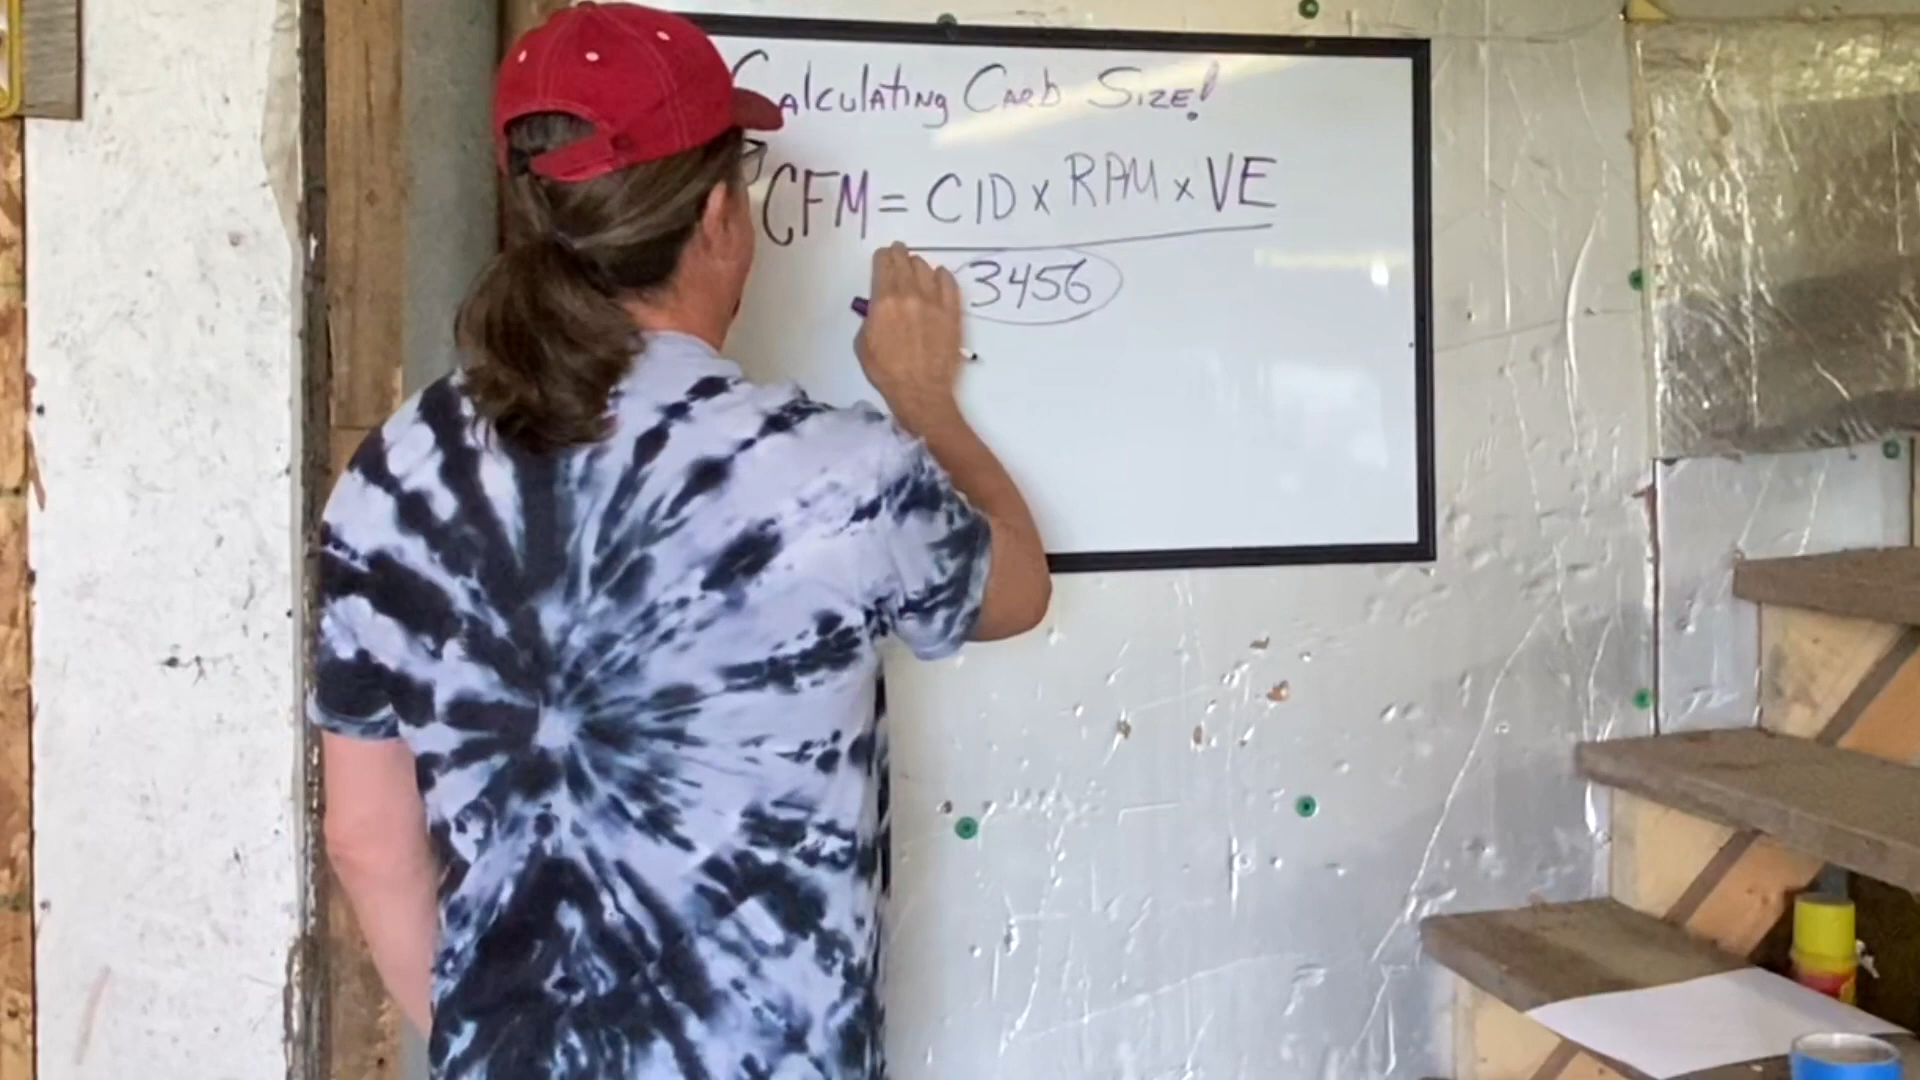 Calculating Carb Size!
CFM = CID x RPM x VE
3456